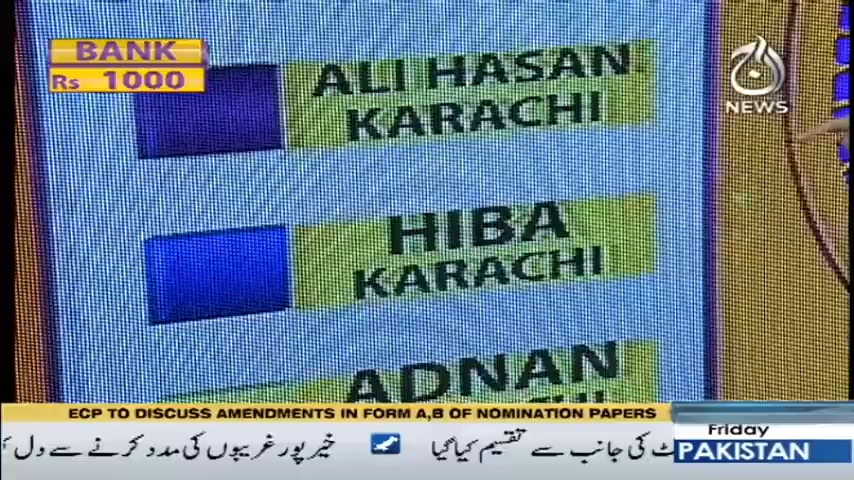 BANK
Rs 1000
ALI HASAN
KARACHI
NEWS
HIBA
KARACHI
ADNAN
ECP TO DISCUSS AMENDMENTS IN FORM A,B OF NOMINATION PAPERS
Friday
PAKISTAN
ٹ کی جانب سے تقسیم کیا گیا
خیرپور غریبوں کی مدد کرنے سے دل